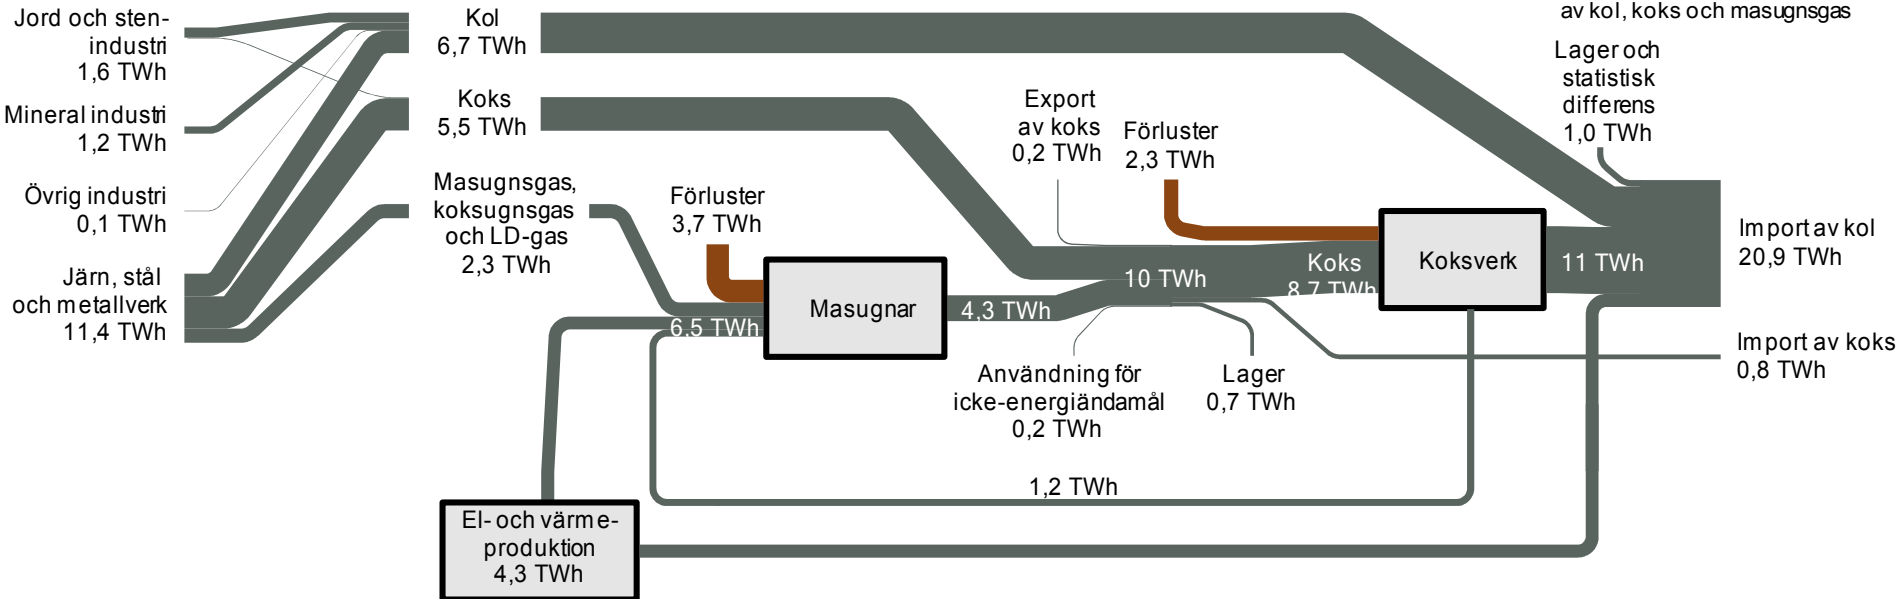 Jord och sten-
industri
1,6 TWh
Mineral industri
1,2 TWh
Övrig industri
0,1 TWh
Järn, stål
och metallverk
11,4 TWh
Kol
6,7 TWh
Koks
5,5 TWh
Masugnsgas,
koksugnsgas
och LD-gas
2,3 TWh
Förluster
3,7 TWh
6,5 TWh
Masugnar
4,3 TWh
Export
av koks
0,2 TWh
Förluster
2,3 TWh
10 TWh
Koks
8,7 TWh
Koksverk
11 TWh
av kol, koks och masugnsgas
Lager och
statistisk
differens
1,0 TWh
Import av kol
20,9 TWh
Import av koks
0,8 TWh
Användning för
icke-energiändamål
0,2 TWh
Lager
0,7 TWh
1,2 TWh
El- och värme-
produktion
4,3 TWh